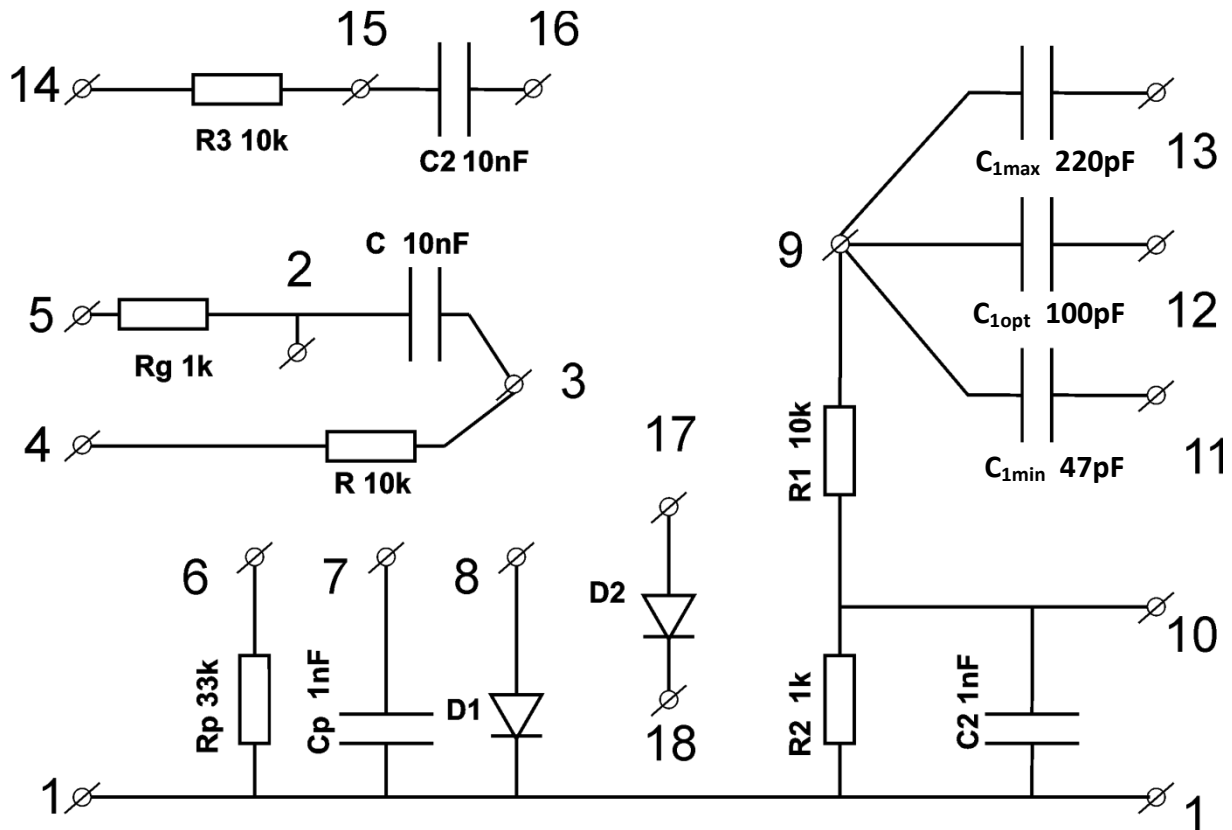 15
16
14
R3 10k
C2 10nF
13
C1max 220pF
C 10nF
2
9
5
12
C1opt 100pF
Rg 1k
3
4
17
R1 10k
11
R 10k
C1min 47pF
6
7
8
D2
10
Rp 33k
Cp 1nF
D1
18
R2 1k
C2 1nF
1
1